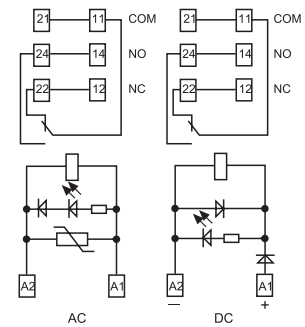 21 11 COM 21 11 COM
24 14 NO 24 14 NO
22 12 NC 22 12 NC
A2 A1 A2 A1
— +
AC DC